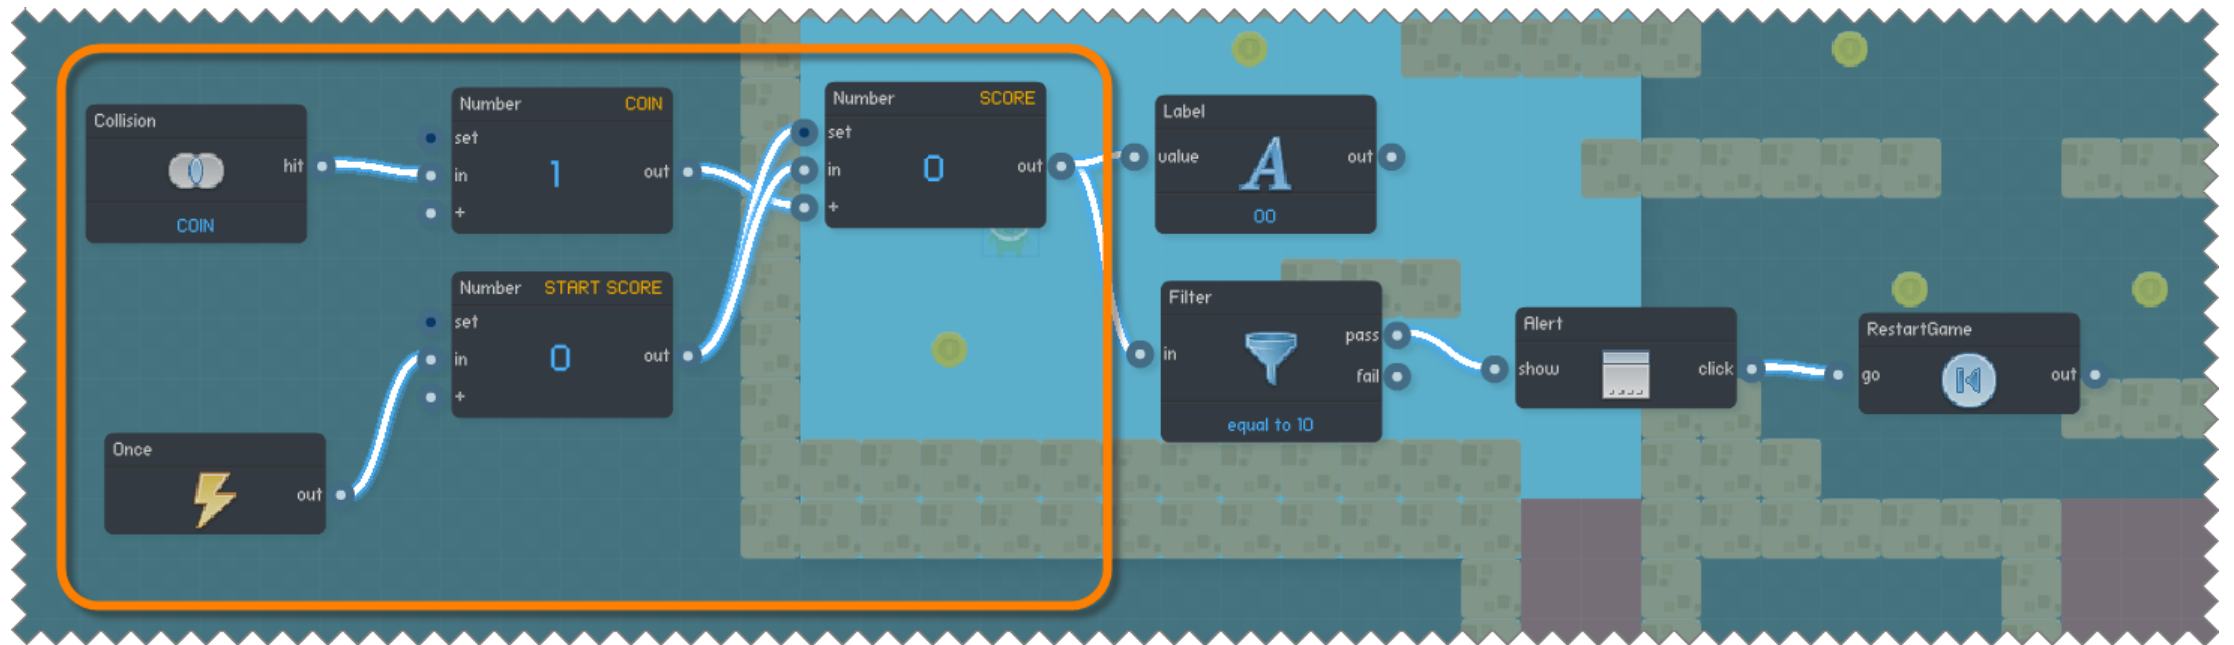 Collision
hit
COIN
Number COIN
set
in 1 out
+
Number START SCORE
set
in 0 out
+
Once
out
Number SCORE
set
in 0 out
+
Label
value A out
00
Filter
pass
in
fail
equal to 10
Alert
show click
RestartGame
go out